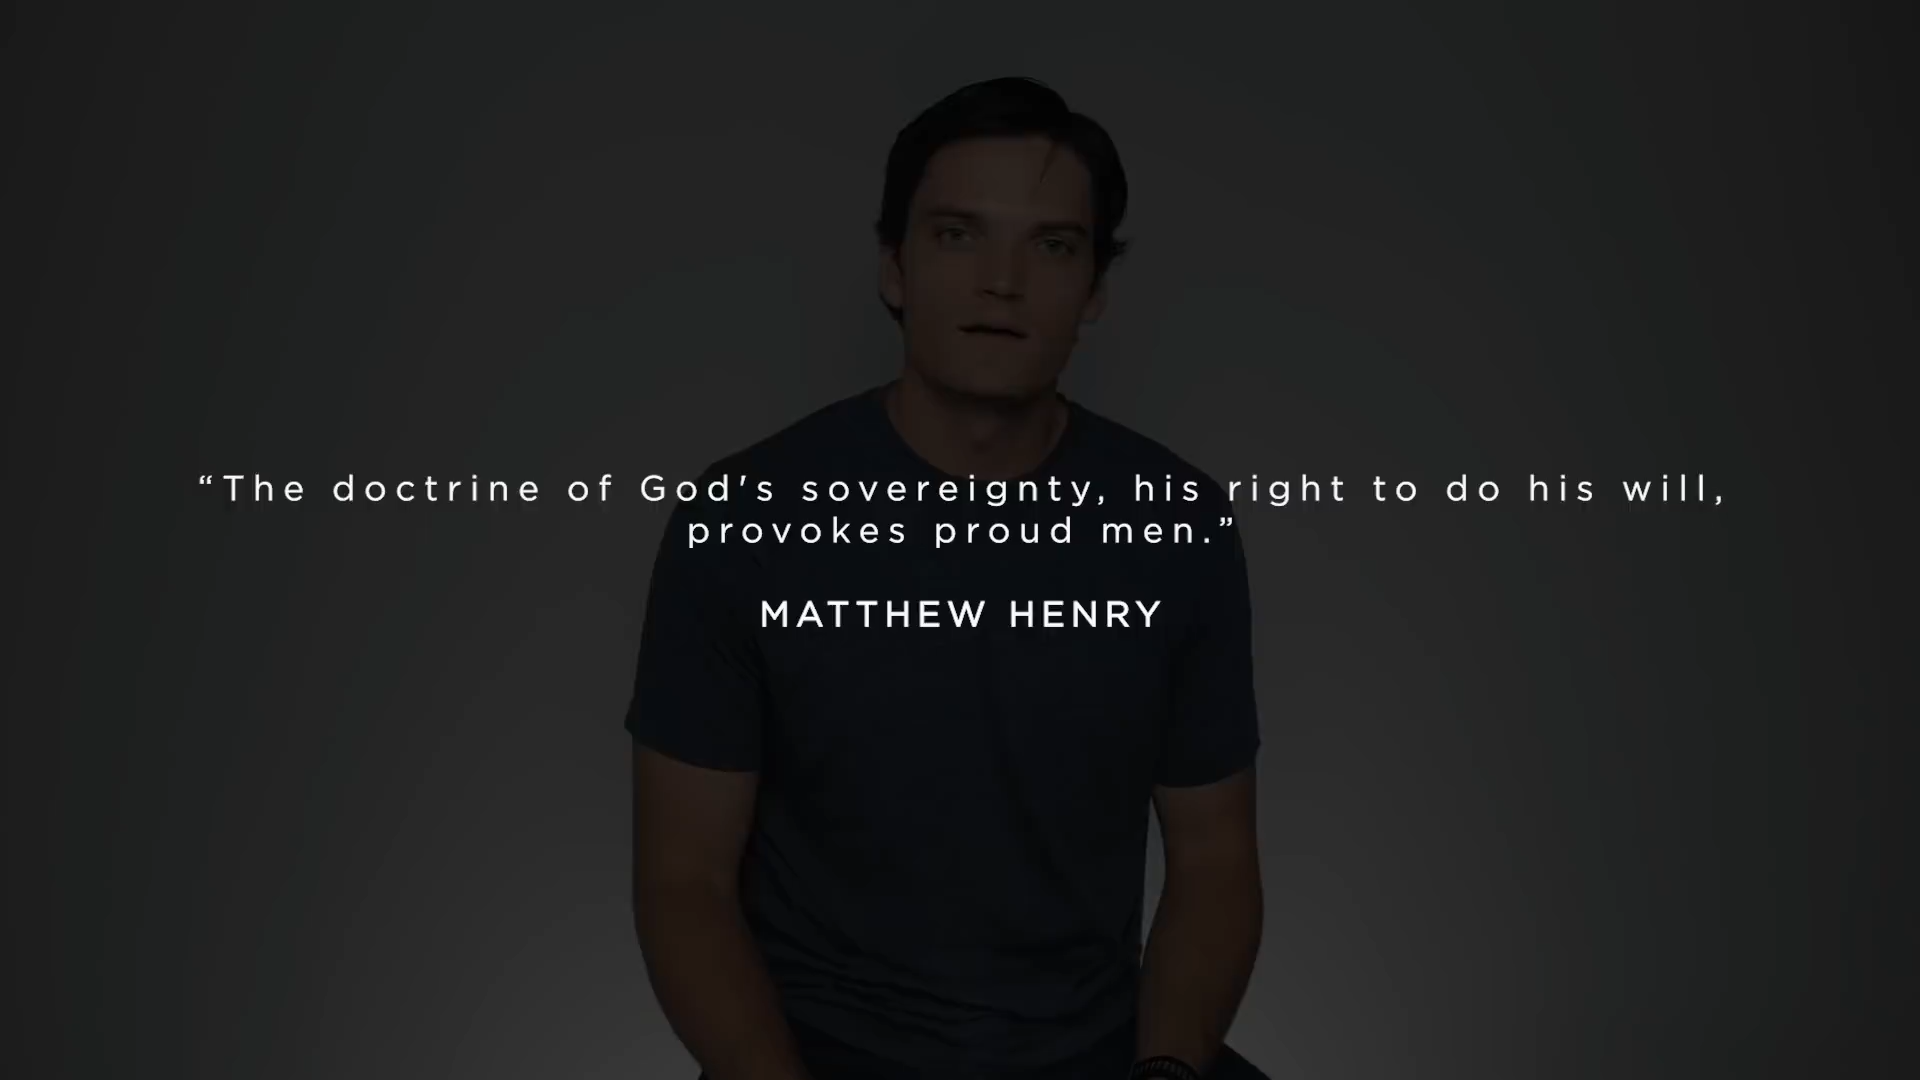 “The doctrine of God's sovereignty, his right to do his will,
provokes proud men.”
MATTHEW HENRY